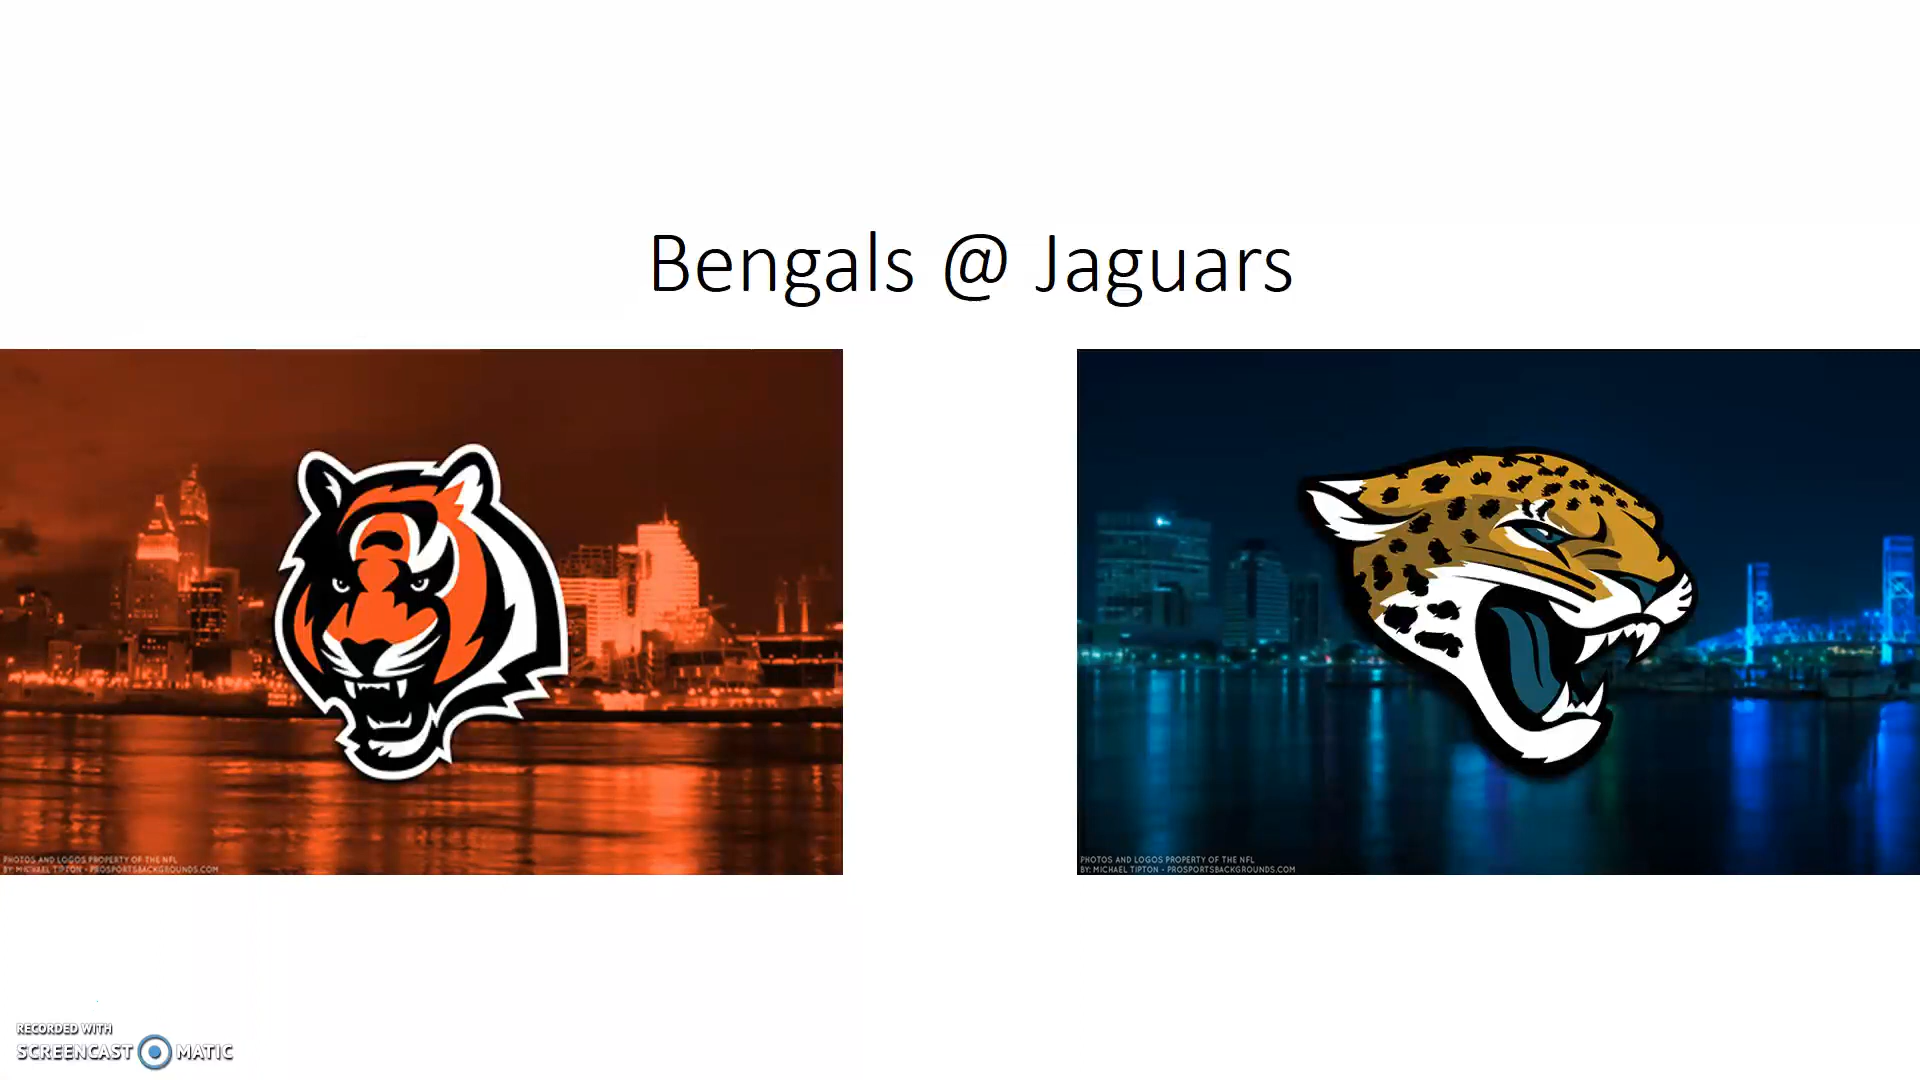 Bengals @ Jaguars
PHOTOS AND LOGOS PROPERTY OF THE NFL
BY: MICHAEL TIPTON - PROSPORTSBACKGROUNDS.COM
PHOTOS AND LOGOS PROPERTY OF THE NFL
BY: MICHAEL TIPTON - PROSPORTSBACKGROUNDS.COM
RECORDED WITH
SCREENCAST MATIC